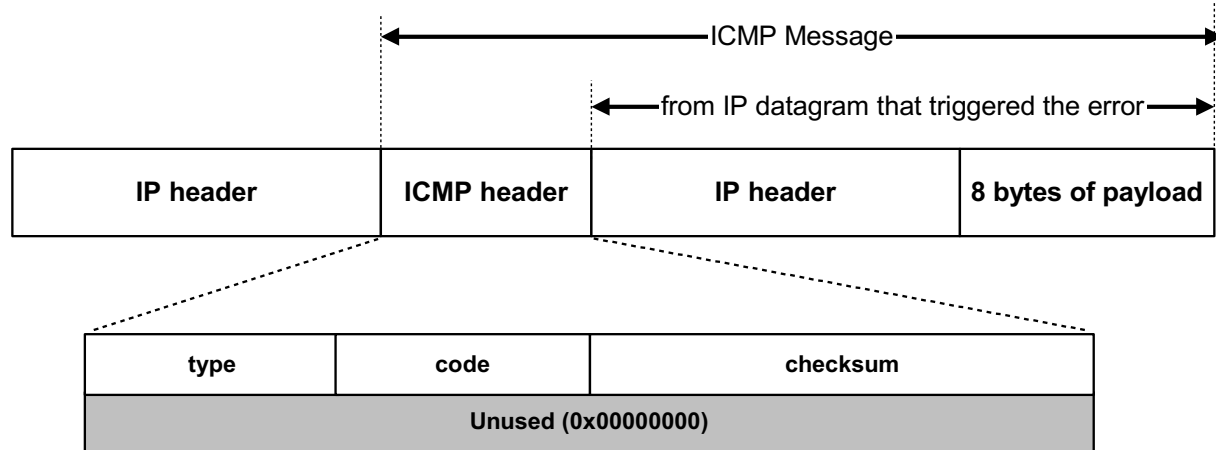 ICMP Message
from IP datagram that triggered the error
IP header
ICMP header
IP header
8 bytes of payload
type
code
checksum
Unused (0x00000000)